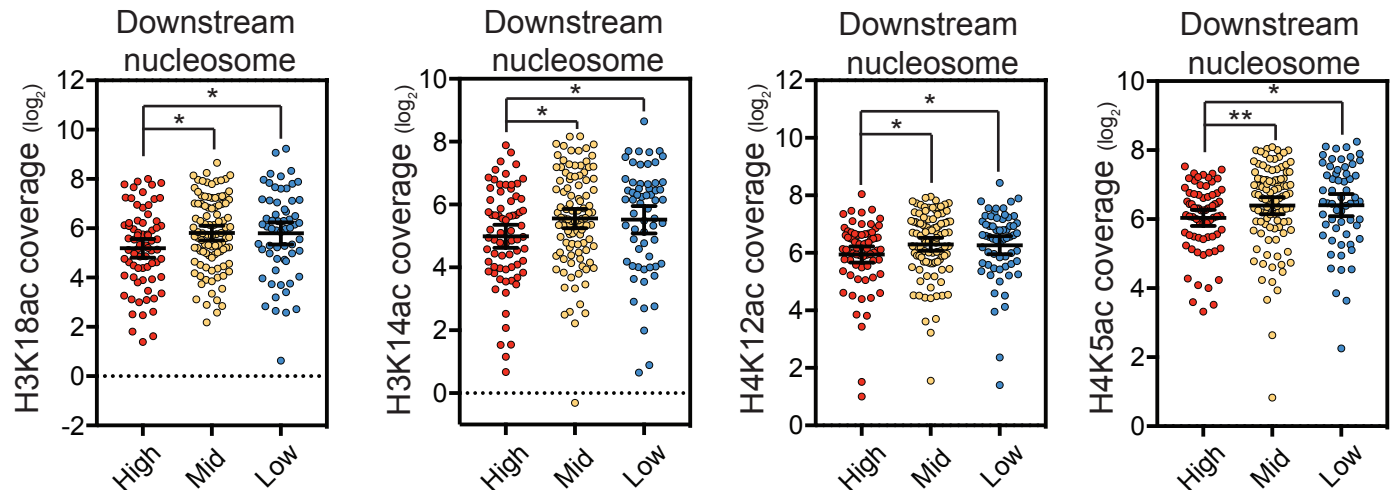 Downstream
nucleosome
H3K18ac coverage (log2)
12
10
8
6
4
2
0
-2
*
*
High
Mid
Low
Downstream
nucleosome
H3K14ac coverage (log2)
10
8
6
4
2
0
*
*
High
Mid
Low
Downstream
nucleosome
H4K12ac coverage (log2)
12
10
8
6
4
2
0
*
*
High
Mid
Low
Downstream
nucleosome
H4K5ac coverage (log2)
10
8
6
4
2
0
*
**
High
Mid
Low